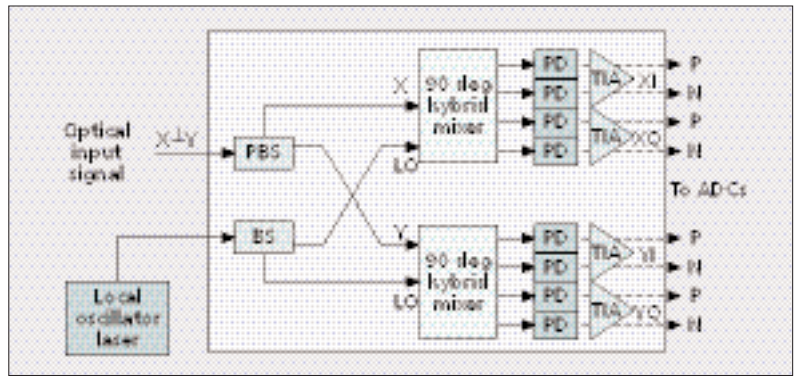 Optical
input
signal
X⊥Y
PBS
BS
Local
oscillator
laser
X
LO
90 deg
hybrid
mixer
PD
PD
PD
PD
TIA
XI
TIA
XQ
P
N
P
N
To ADCs
Y
LO
90 deg
hybrid
mixer
PD
PD
PD
PD
TIA
YI
TIA
YQ
P
N
P
N